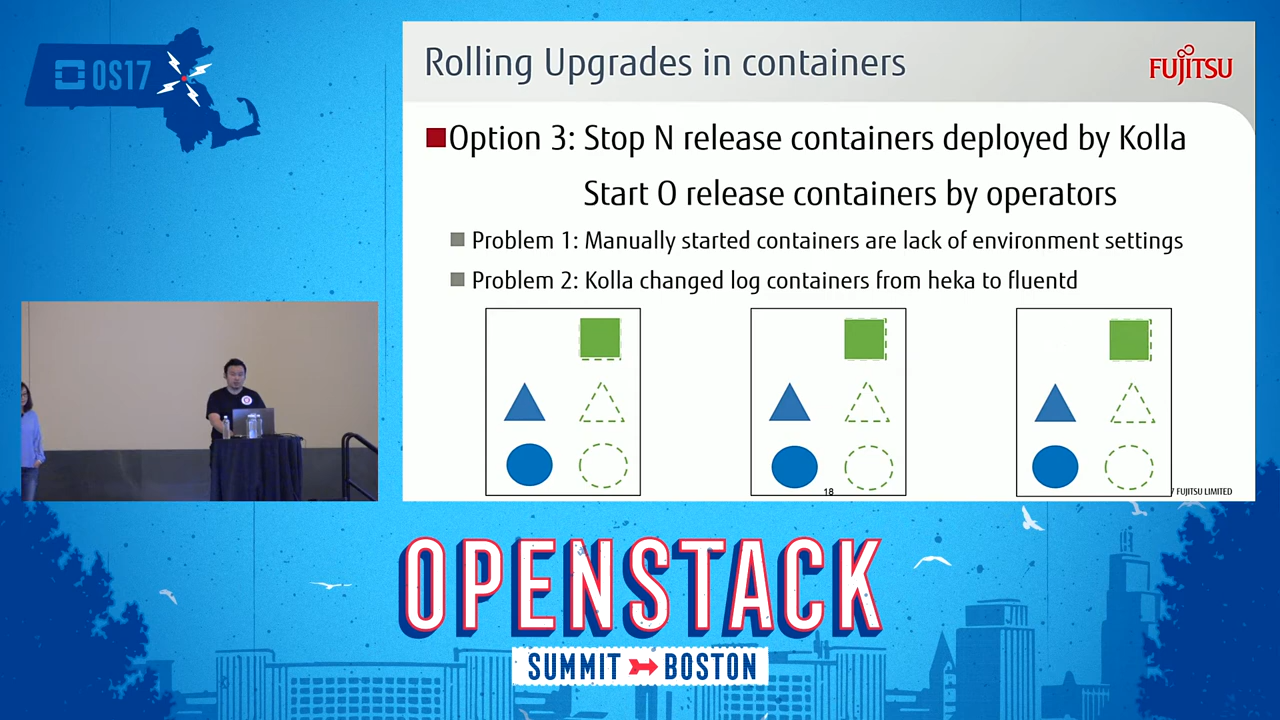 OS17
Rolling Upgrades in containers
FUJITSU
Option 3: Stop N release containers deployed by Kolla
Start O release containers by operators
Problem 1: Manually started containers are lack of environment settings
Problem 2: Kolla changed log containers from heka to fluentd
18
7 FUJITSU LIMITED
OPENSTACK
SUMMIT BOSTON